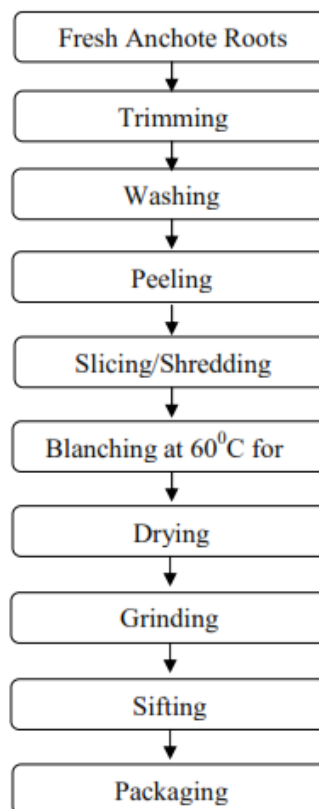 Fresh Anchote Roots
Trimming
Washing
Peeling
Slicing/Shredding
Blanching at 60⁰C for
Drying
Grinding
Sifting
Packaging